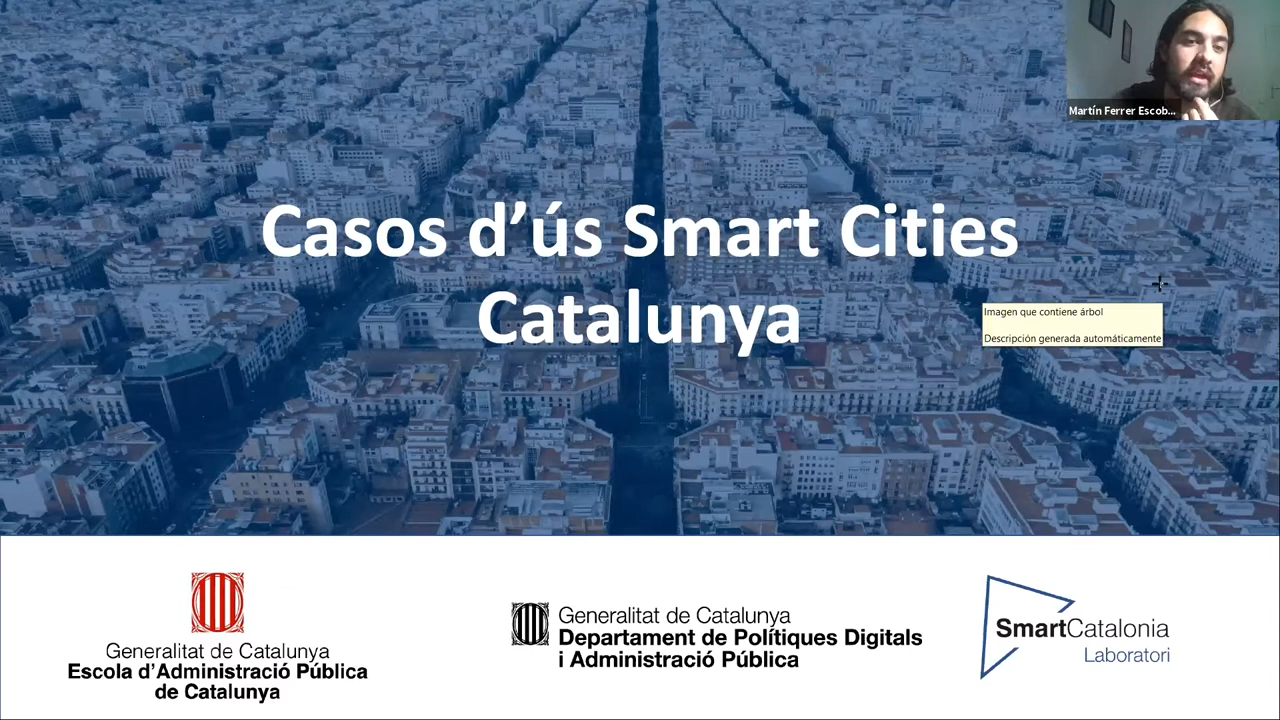 Martín Ferrer Escob...
Casos d'ús Smart Cities
Catalunya
Imagen que contiene árbol
Descripción generada automáticamente
Generalitat de Catalunya
Escola d'Administració Pública
de Catalunya
Generalitat de Catalunya
Departament de Polítiques Digitals
i Administració Pública
SmartCatalonia
Laboratori